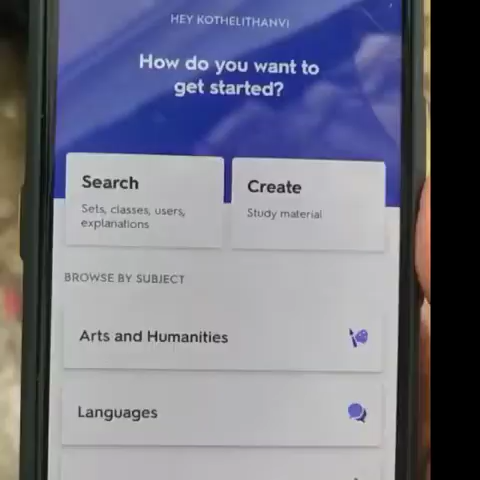 HEY KOTHELITHANVI
How do you want to
get started?
Search
Sets, classes, users,
explanations
Create
Study material
BROWSE BY SUBJECT
Arts and Humanities
Languages